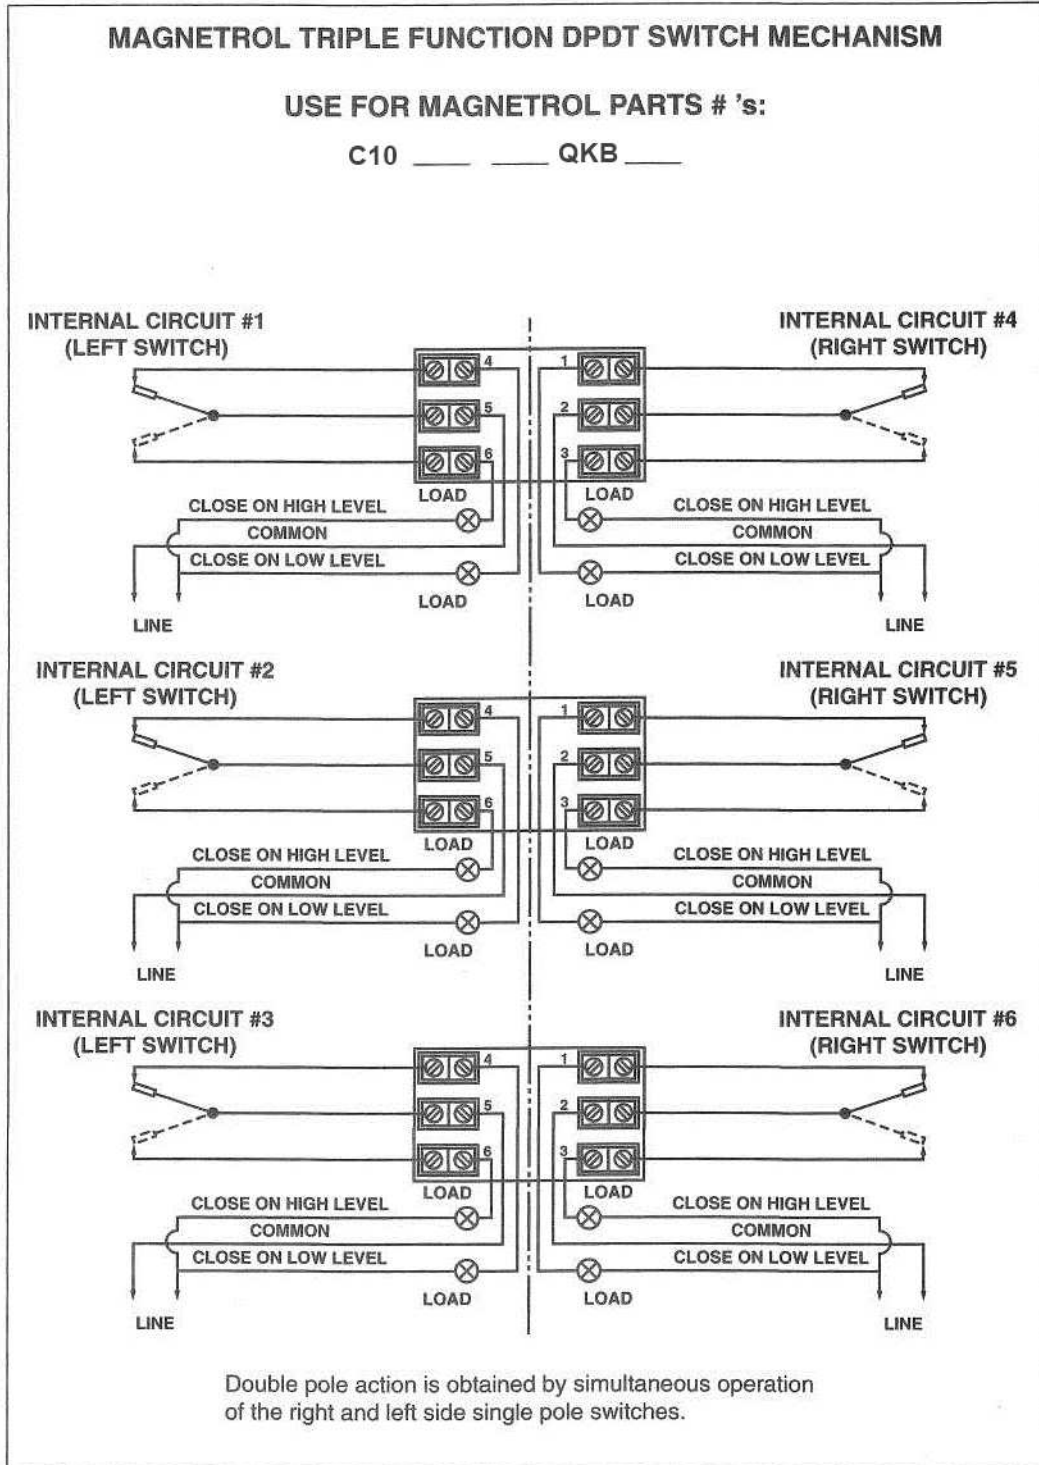 MAGNETROL TRIPLE FUNCTION DPDT SWITCH MECHANISM
USE FOR MAGNETROL PARTS # 's:
C10 ____ ____ QKB ____
INTERNAL CIRCUIT #1
(LEFT SWITCH)
4
5
6
LOAD
CLOSE ON HIGH LEVEL
COMMON
CLOSE ON LOW LEVEL
LOAD
LINE
INTERNAL CIRCUIT #4
(RIGHT SWITCH)
1
2
3
LOAD
CLOSE ON HIGH LEVEL
COMMON
CLOSE ON LOW LEVEL
LOAD
LINE
INTERNAL CIRCUIT #2
(LEFT SWITCH)
4
5
6
LOAD
CLOSE ON HIGH LEVEL
COMMON
CLOSE ON LOW LEVEL
LOAD
LINE
INTERNAL CIRCUIT #5
(RIGHT SWITCH)
1
2
3
LOAD
CLOSE ON HIGH LEVEL
COMMON
CLOSE ON LOW LEVEL
LOAD
LINE
INTERNAL CIRCUIT #3
(LEFT SWITCH)
4
5
6
LOAD
CLOSE ON HIGH LEVEL
COMMON
CLOSE ON LOW LEVEL
LOAD
LINE
INTERNAL CIRCUIT #6
(RIGHT SWITCH)
1
2
3
LOAD
CLOSE ON HIGH LEVEL
COMMON
CLOSE ON LOW LEVEL
LOAD
LINE
Double pole action is obtained by simultaneous operation
of the right and left side single pole switches.